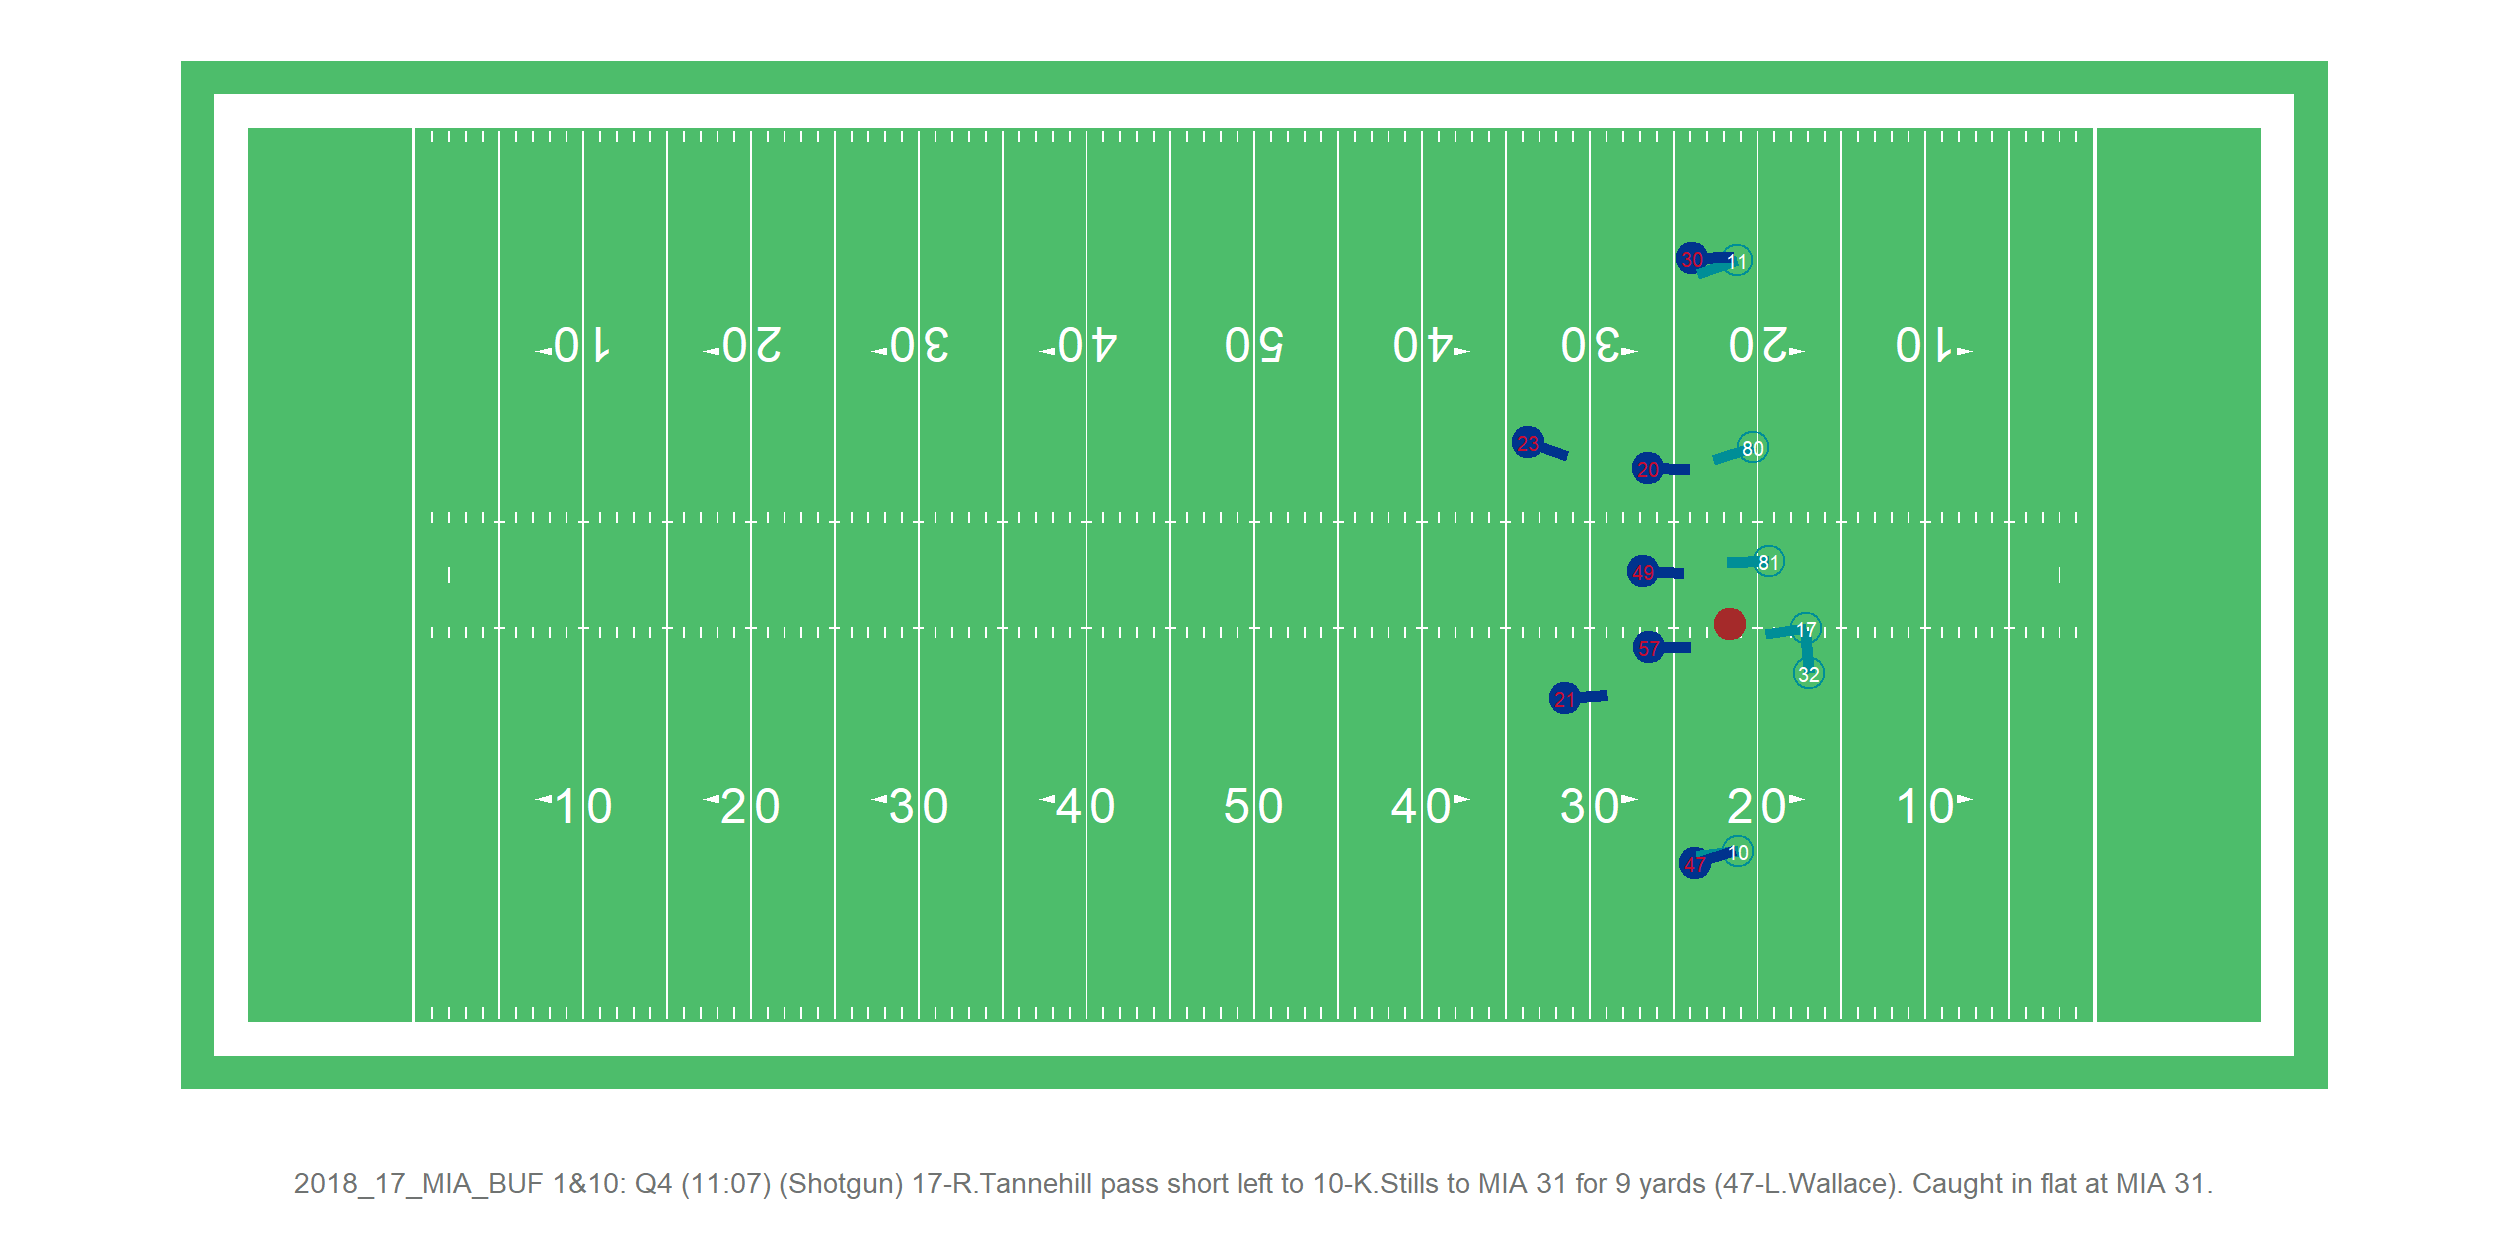 30 11
10 20 30 40 50 40 30 20 10
23 20 80
49 81
17
57 32
21
10 20 30 40 50 40 30 20 10
47 10
2018_17_MIA_BUF 1&10: Q4 (11:07) (Shotgun) 17-R.Tannehill pass short left to 10-K.Stills to MIA 31 for 9 yards (47-L.Wallace). Caught in flat at MIA 31.